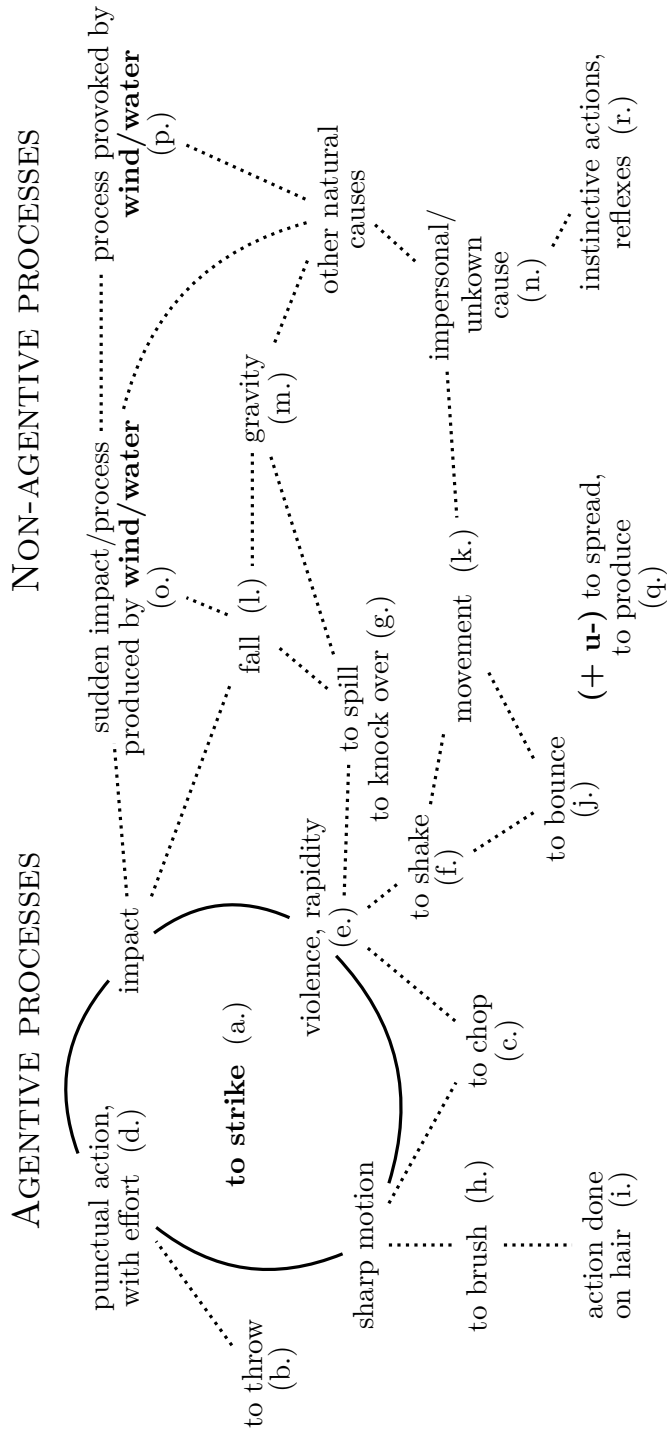 AGENTIVE PROCESSES
NON-AGENTIVE PROCESSES
punctual action,
with effort (d.)
impact
sudden impact/process
produced by wind/water
(o.)
process provoked by
wind/water
(p.)
to throw
(b.)
to strike (a.)
fall (l.)
gravity
(m.)
other natural
causes
sharp motion
violence, rapidity
(e.)
to spill
to knock over (g.)
to brush (h.)
to chop
(c.)
to shake
(f.)
movement (k.)
impersonal/
unkown
cause
(n.)
action done
on hair (i.)
to bounce
(j.)
(+ u-) to spread,
to produce
(q.)
instinctive actions,
reflexes (r.)